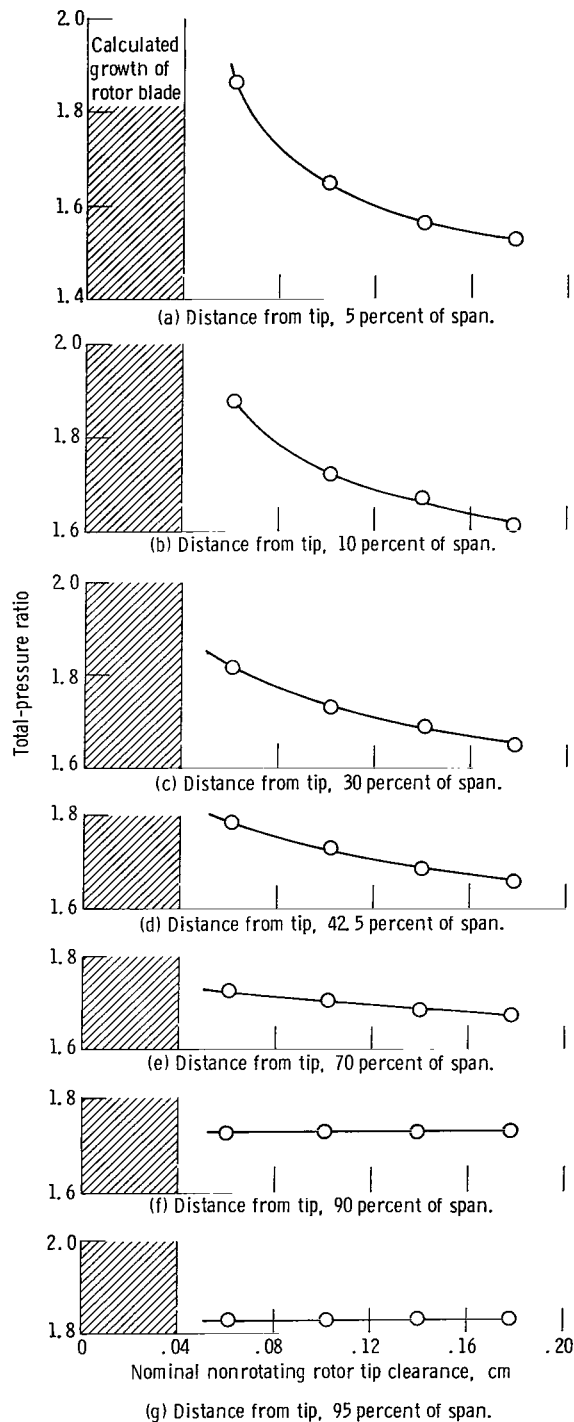 2.0
Calculated
growth of
rotor blade
1.8
1.6
1.4
(a) Distance from tip, 5 percent of span.
2.0
1.8
1.6
(b) Distance from tip, 10 percent of span.
2.0
1.8
1.6
(c) Distance from tip, 30 percent of span.
Total-pressure ratio
1.8
1.6
(d) Distance from tip, 42.5 percent of span.
1.8
1.6
(e) Distance from tip, 70 percent of span.
1.8
1.6
(f) Distance from tip, 90 percent of span.
2.0
1.8
0 .04 .08 .12 .16 .20
Nominal nonrotating rotor tip clearance, cm
(g) Distance from tip, 95 percent of span.